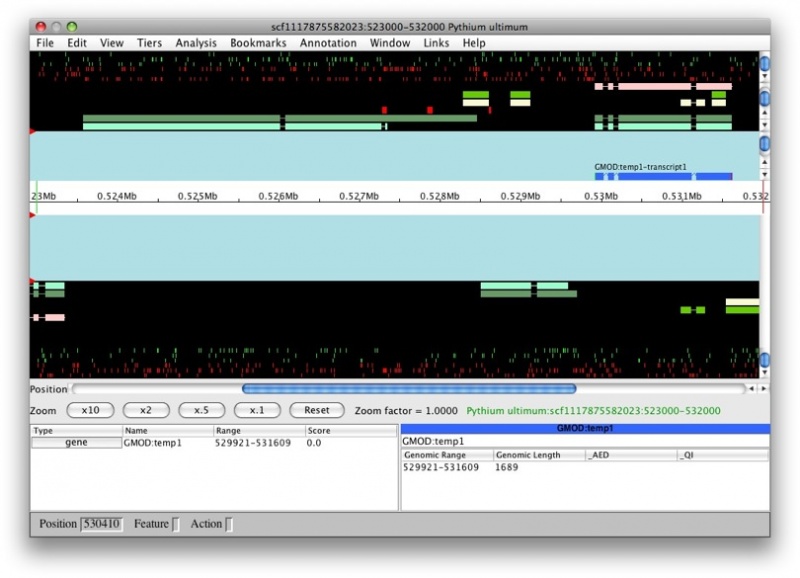 scf1117875582023:523000-532000 Pythium ultimum
File Edit View Tiers Analysis Bookmarks Annotation Window Links Help
GMOD:temp1-transcript1
23Mb 0.524Mb 0.525Mb 0.526Mb 0.527Mb 0.528Mb 0.529Mb 0.53Mb 0.531Mb 0.532
Position
Zoom x10 x2 x.5 x.1 Reset Zoom factor = 1.0000 Pythium ultimum:scf1117875582023:523000-532000
Type Name Range Score
gene GMOD:temp1 529921-531609 0.0
GMOD:temp1
GMOD:temp1
Genomic Range Genomic Length _AED _QI
529921-531609 1689
Position 530410 Feature Action